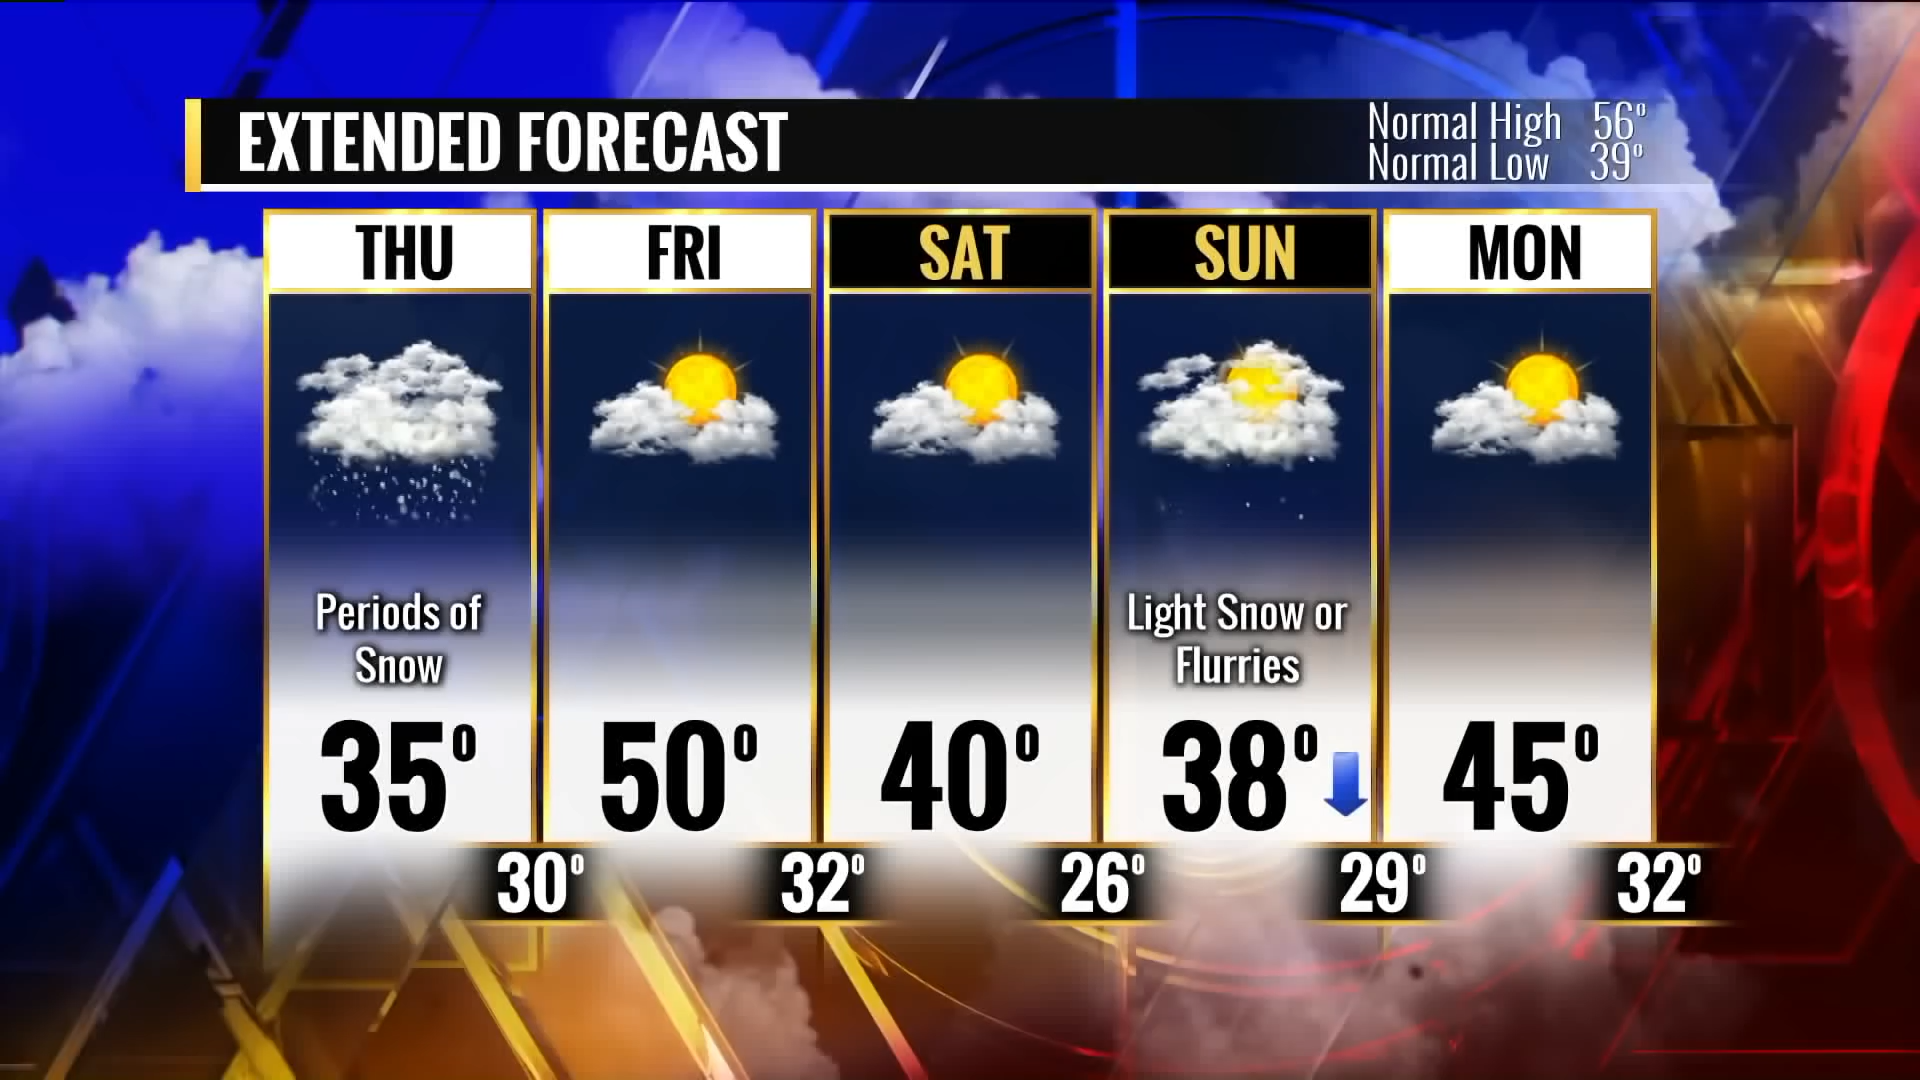 EXTENDED FORECAST
Normal High 56°
Normal Low 39°
THU
FRI
SAT
SUN
MON
Periods of
Snow
Light Snow or
Flurries
35°
50°
40°
38°
45°
30°
32°
26°
29°
32°